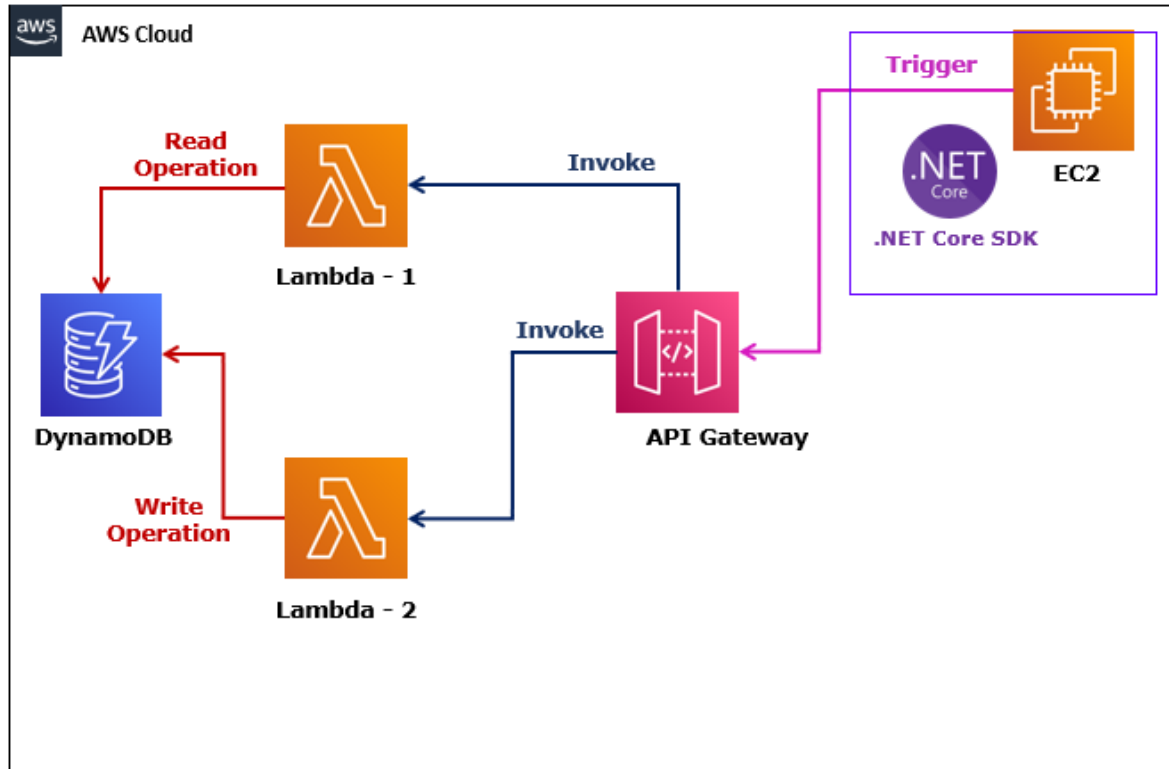 aws
AWS Cloud
Trigger
Read
Operation
Invoke
.NET
Core
EC2
.NET Core SDK
Lambda - 1
Invoke
</>
DynamoDB
API Gateway
Write
Operation
Lambda - 2